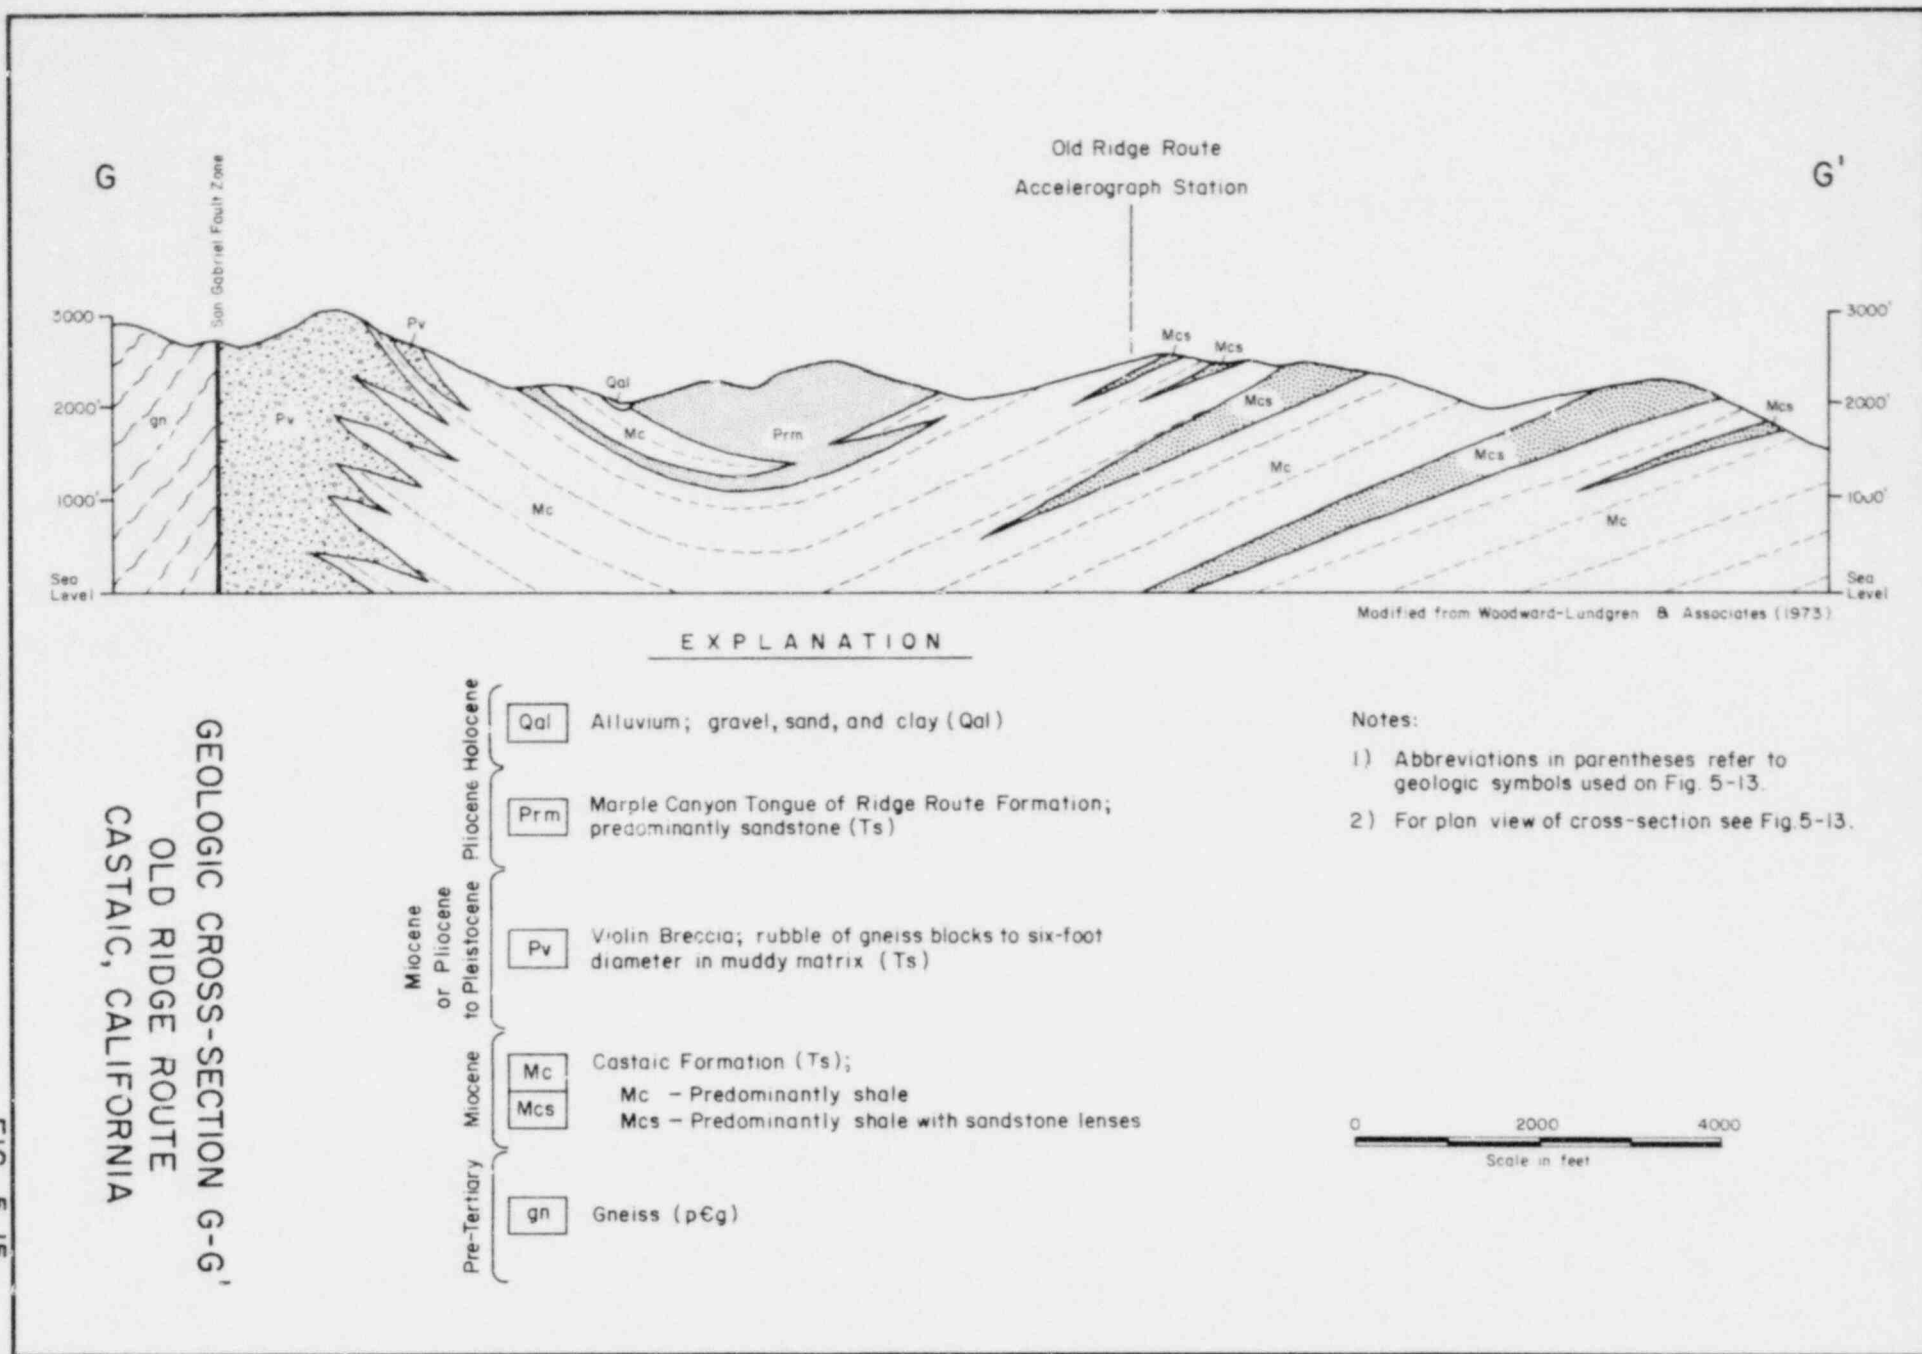 Old Ridge Route
Accelerograph Station
G
G'
San Gabriel Fault Zone
3000
2000'
1000'
Sea
Level
3000'
2000'
1000'
Sea
Level
gn
Pv
Pv
Qal
Mc
Prm
Mc
Mcs
Mcs
Mcs
Mc
Mcs
Mcs
Mc
Modified from Woodward-Lundgren & Associates (1973)
EXPLANATION
Holocene
Qal
Alluvium; gravel, sand, and clay (Qal)
Pliocene
Prm
Marple Canyon Tongue of Ridge Route Formation;
predominantly sandstone (Ts)
Miocene
or Pliocene
to Pleistocene
Pv
Violin Breccia; rubble of gneiss blocks to six-foot
diameter in muddy matrix (Ts)
Miocene
Mc
Mcs
Castaic Formation (Ts);
Mc – Predominantly shale
Mcs – Predominantly shale with sandstone lenses
Pre-Tertiary
gn
Gneiss (pЄg)
Notes:
1) Abbreviations in parentheses refer to
geologic symbols used on Fig. 5-13.
2) For plan view of cross-section see Fig. 5-13.
0 2000 4000
Scale in feet
GEOLOGIC CROSS-SECTION G-G'
OLD RIDGE ROUTE
CASTAIC, CALIFORNIA